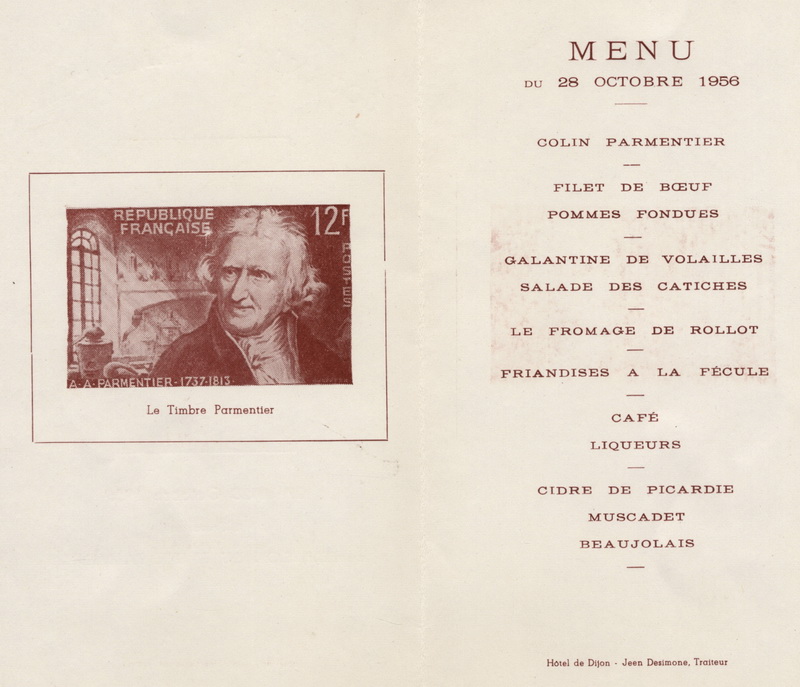 RÉPUBLIQUE
FRANÇAISE
12F
POSTES
A.A.PARMENTIER-1737-1813
Le Timbre Parmentier
MENU
DU 28 OCTOBRE 1956
COLIN PARMENTIER
FILET DE BŒUF
POMMES FONDUES
GALANTINE DE VOLAILLES
SALADE DES CATICHES
LE FROMAGE DE ROLLOT
FRIANDISES A LA FÉCULE
CAFÉ
LIQUEURS
CIDRE DE PICARDIE
MUSCADET
BEAUJOLAIS
Hôtel de Dijon - Jeen Desimone, Traiteur